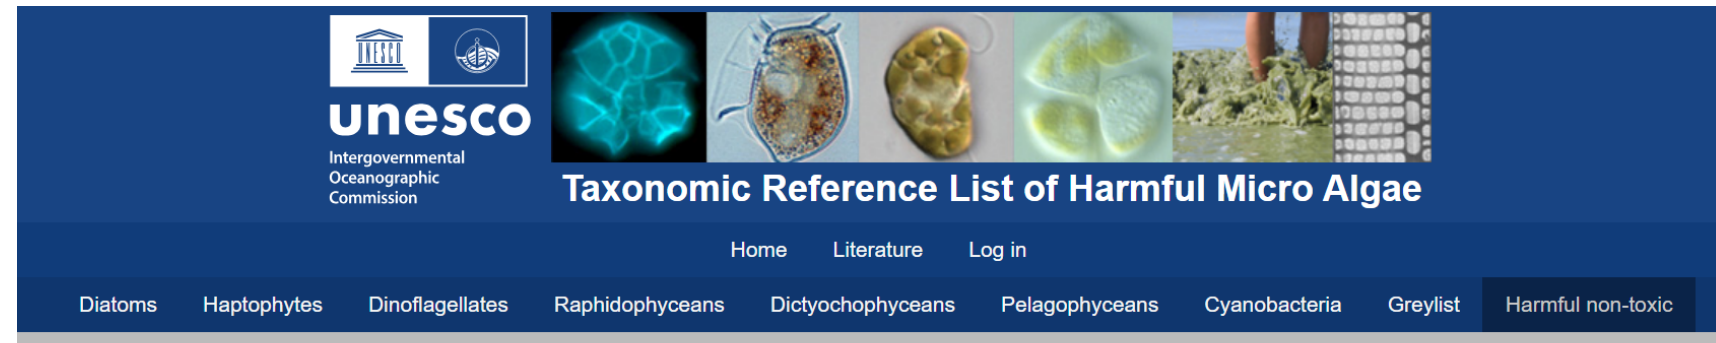 UNESCO
unesco
Intergovernmental
Oceanographic
Commission
Taxonomic Reference List of Harmful Micro Algae
Home Literature Log in
Diatoms Haptophytes Dinoflagellates Raphidophyceans Dictyochophyceans Pelagophyceans Cyanobacteria Greylist Harmful non-toxic